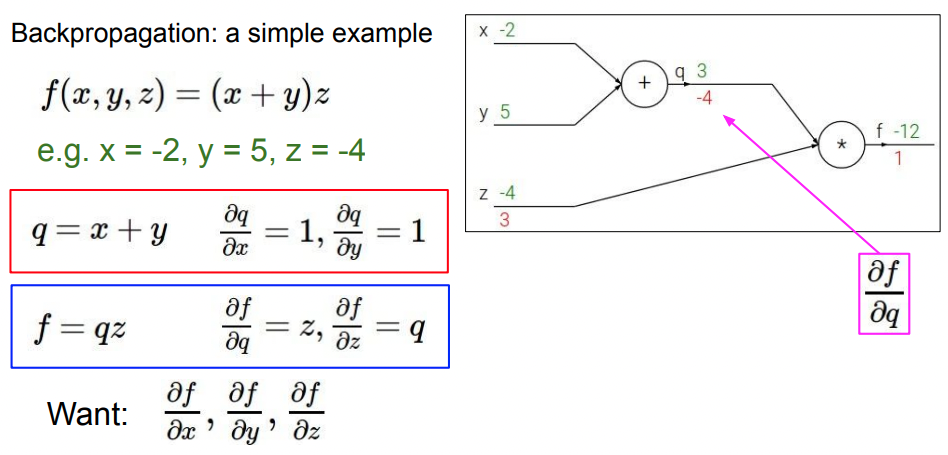 Backpropagation: a simple example
f(x, y, z) = (x + y)z
e.g. x = -2, y = 5, z = -4
q = x + y ∂q/∂x = 1, ∂q/∂y = 1
f = qz ∂f/∂q = z, ∂f/∂z = q
Want: ∂f/∂x, ∂f/∂y, ∂f/∂z
x -2
+
q 3
-4
y 5
f -12
*
1
z -4
3
∂f/∂q